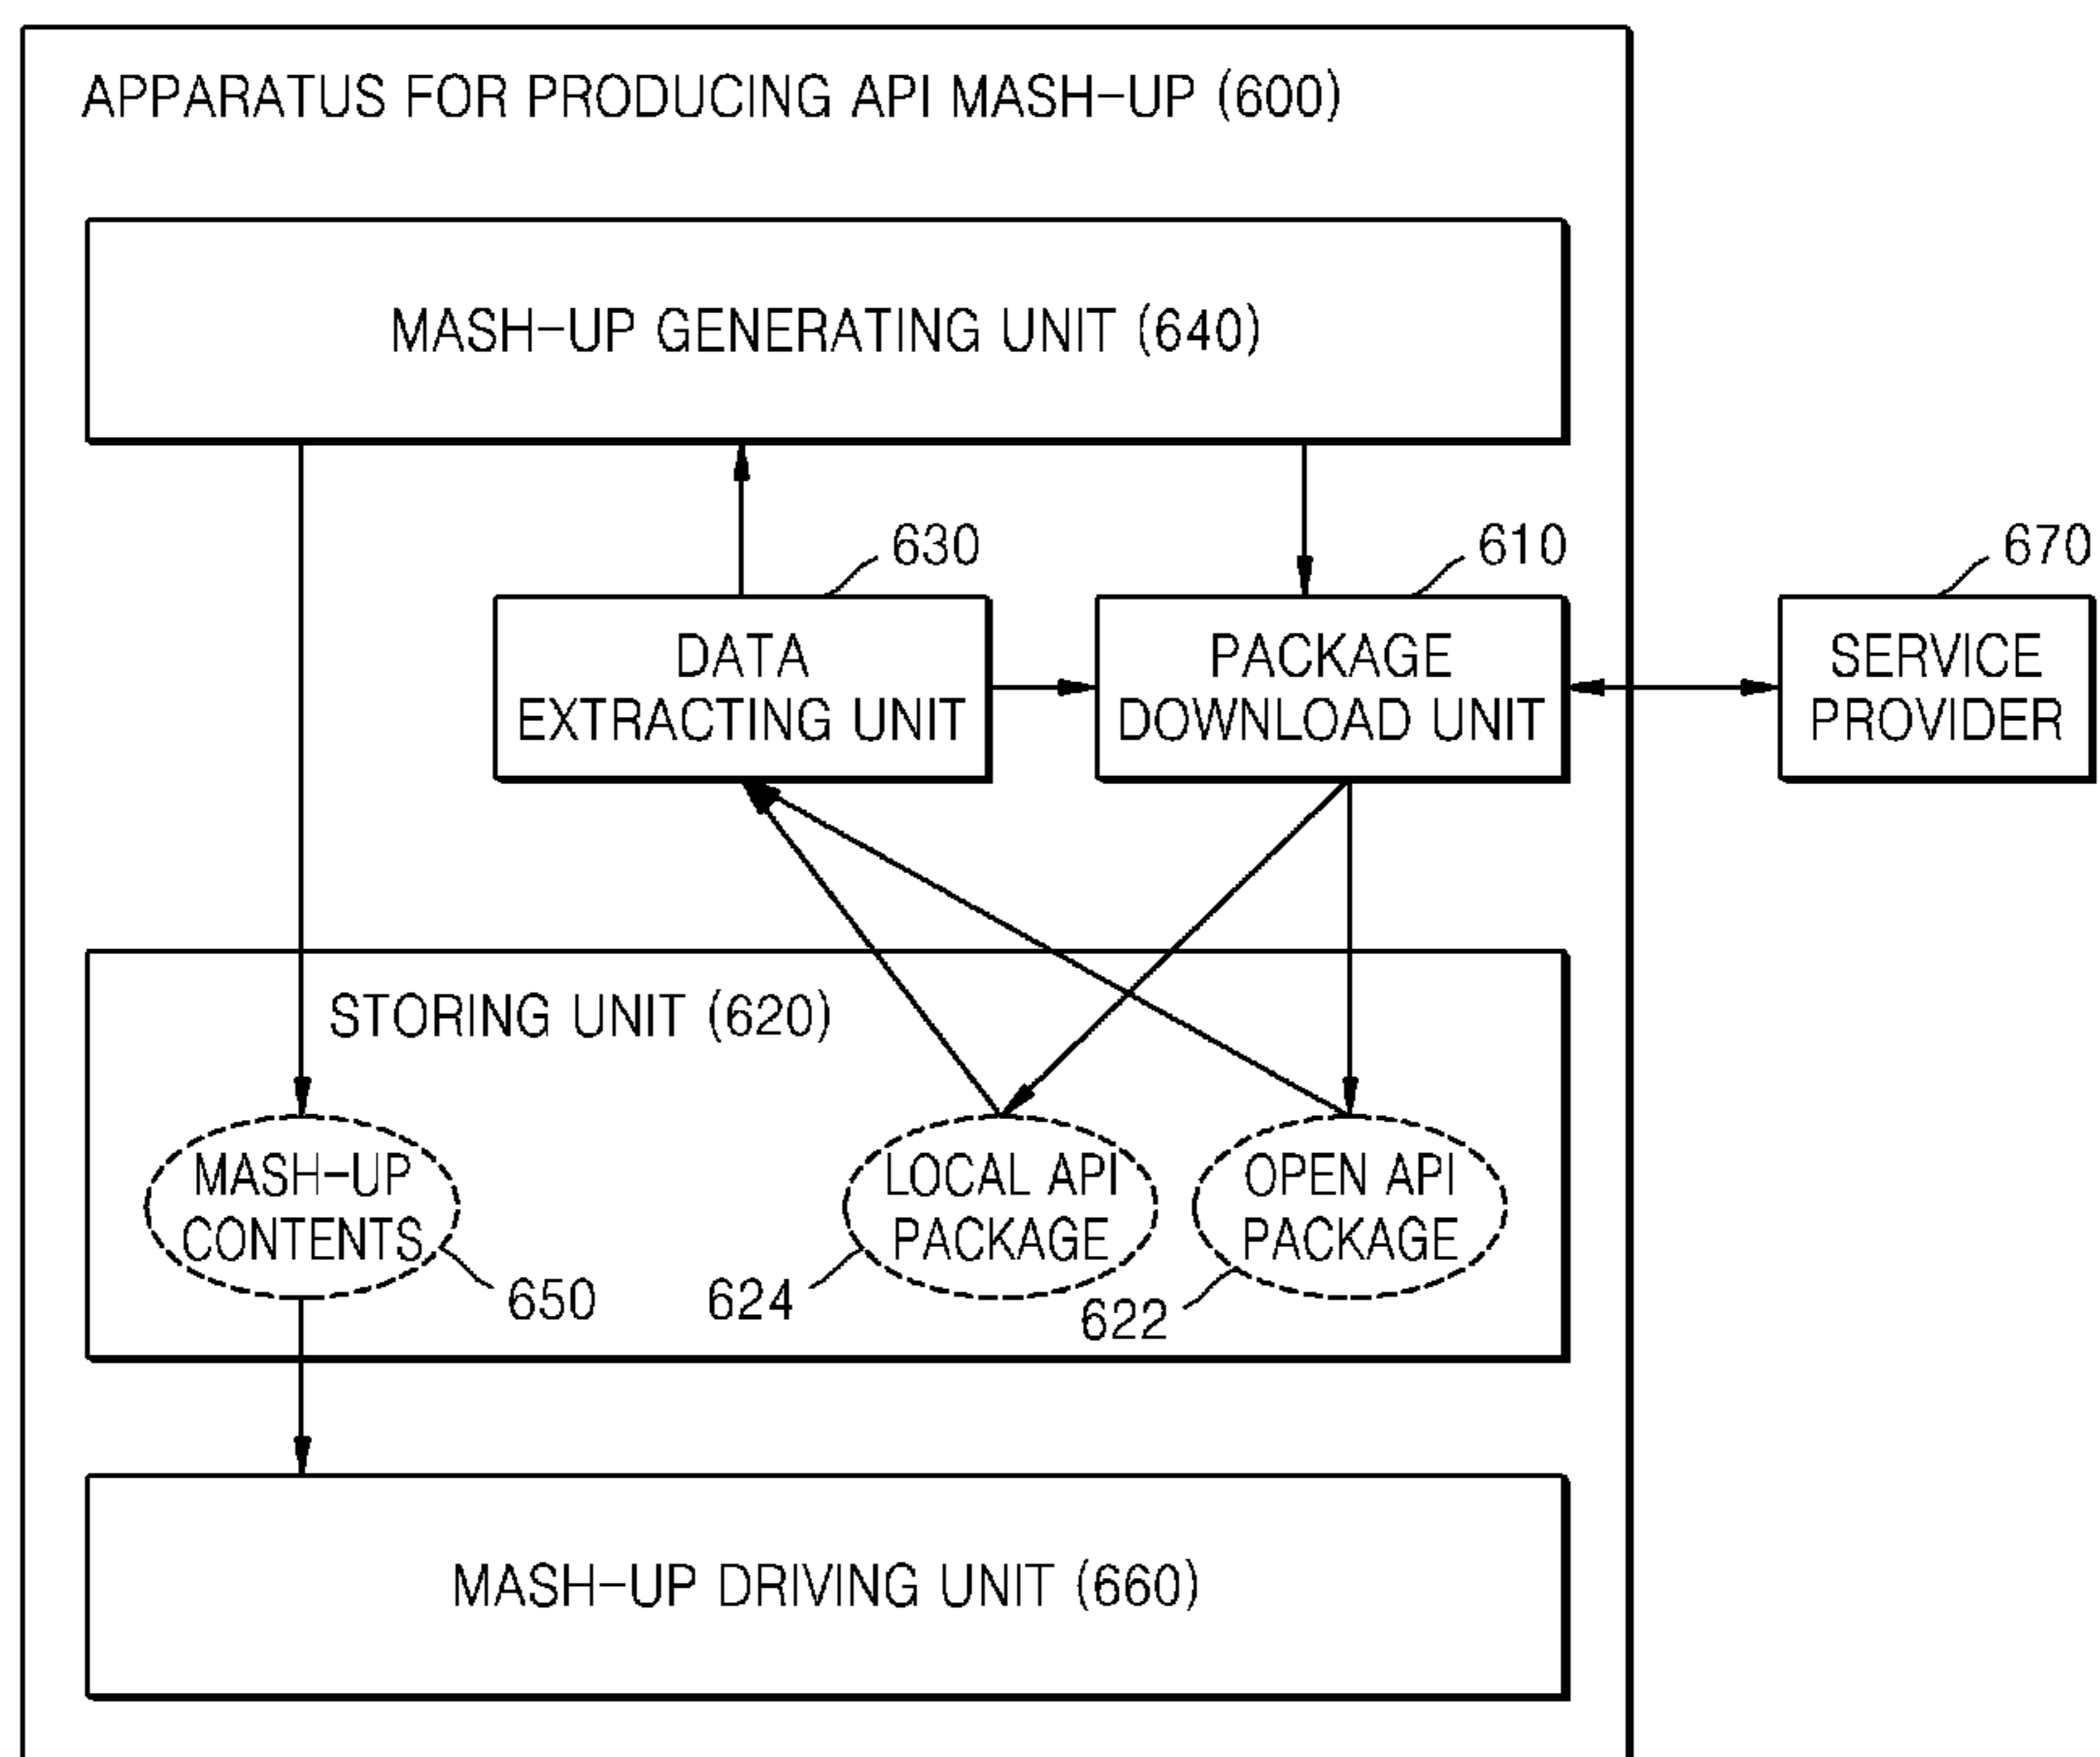 APPARATUS FOR PRODUCING API MASH-UP (600)
MASH-UP GENERATING UNIT (640)
630
610
670
DATA
EXTRACTING UNIT
PACKAGE
DOWNLOAD UNIT
SERVICE
PROVIDER
STORING UNIT (620)
MASH-UP
CONTENTS
650
LOCAL API
PACKAGE
624
OPEN API
PACKAGE
622
MASH-UP DRIVING UNIT (660)